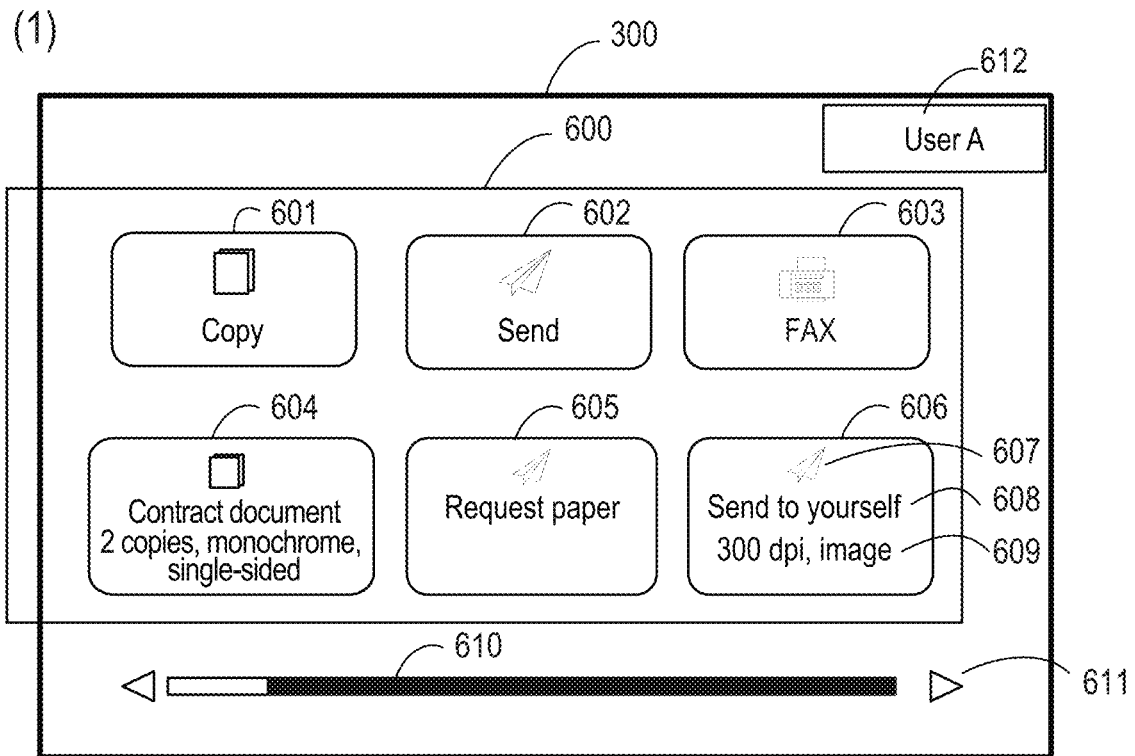 (1)
300
612
User A
600
601
602
603
Copy
Send
FAX
604
605
606
607
Contract document
2 copies, monochrome,
single-sided
Request paper
Send to yourself
608
300 dpi, image
609
610
611